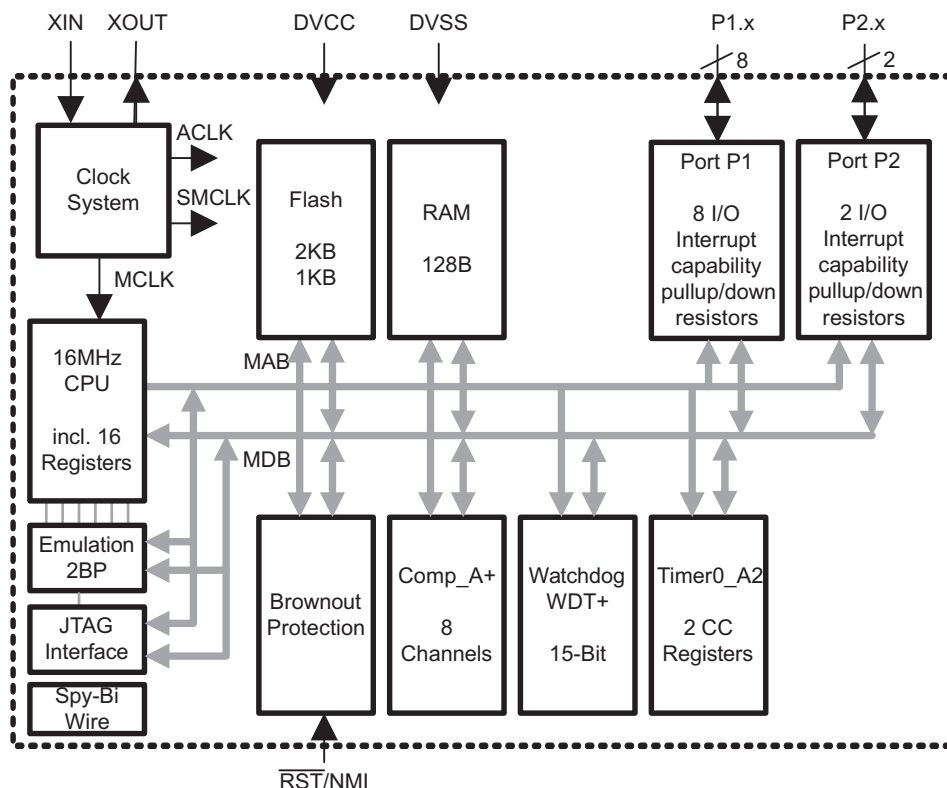 XIN
XOUT
DVCC
DVSS
P1.x
P2.x
8
2
Clock
System
ACLK
SMCLK
MCLK
Flash
2KB
1KB
RAM
128B
Port P1
8 I/O
Interrupt
capability
pullup/down
resistors
Port P2
2 I/O
Interrupt
capability
pullup/down
resistors
16MHz
CPU
incl. 16
Registers
MAB
MDB
Emulation
2BP
JTAG
Interface
Spy-Bi
Wire
Brownout
Protection
Comp_A+
8
Channels
Watchdog
WDT+
15-Bit
Timer0_A2
2 CC
Registers
RST/NMI